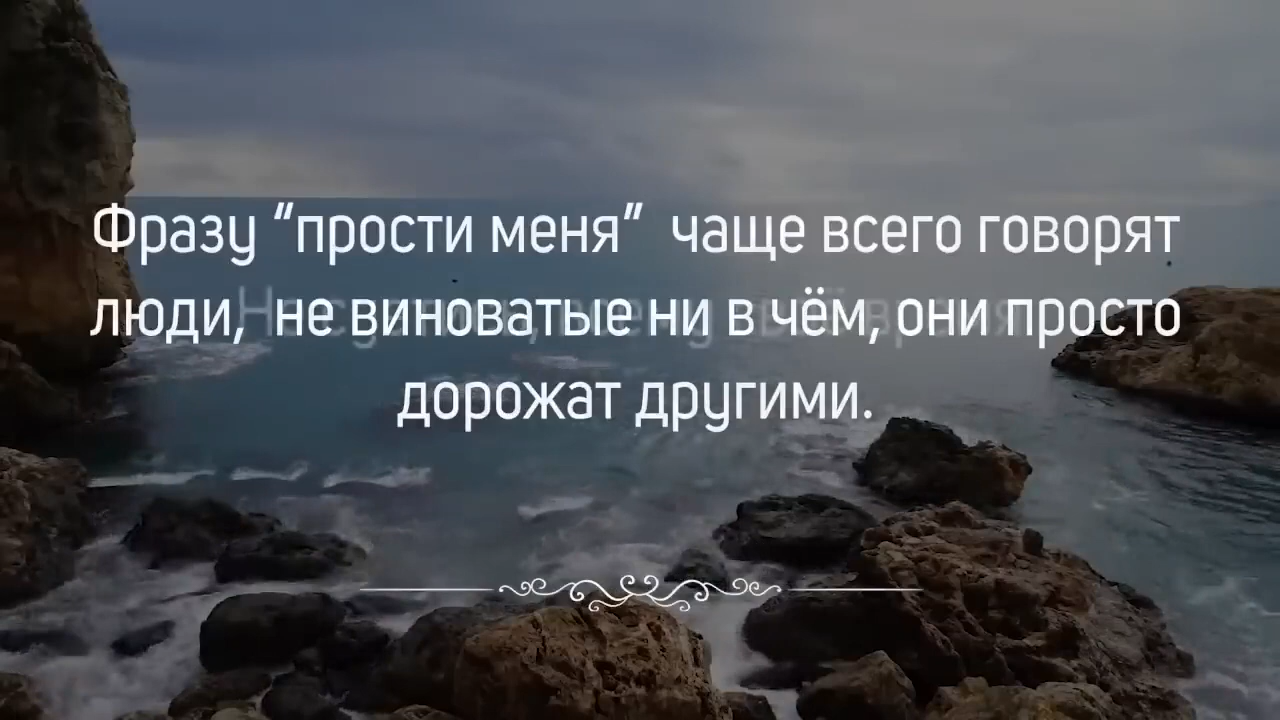 Фразу “прости меня” чаще всего говорят
люди, не виноватые ни в чём, они просто
дорожат другими.